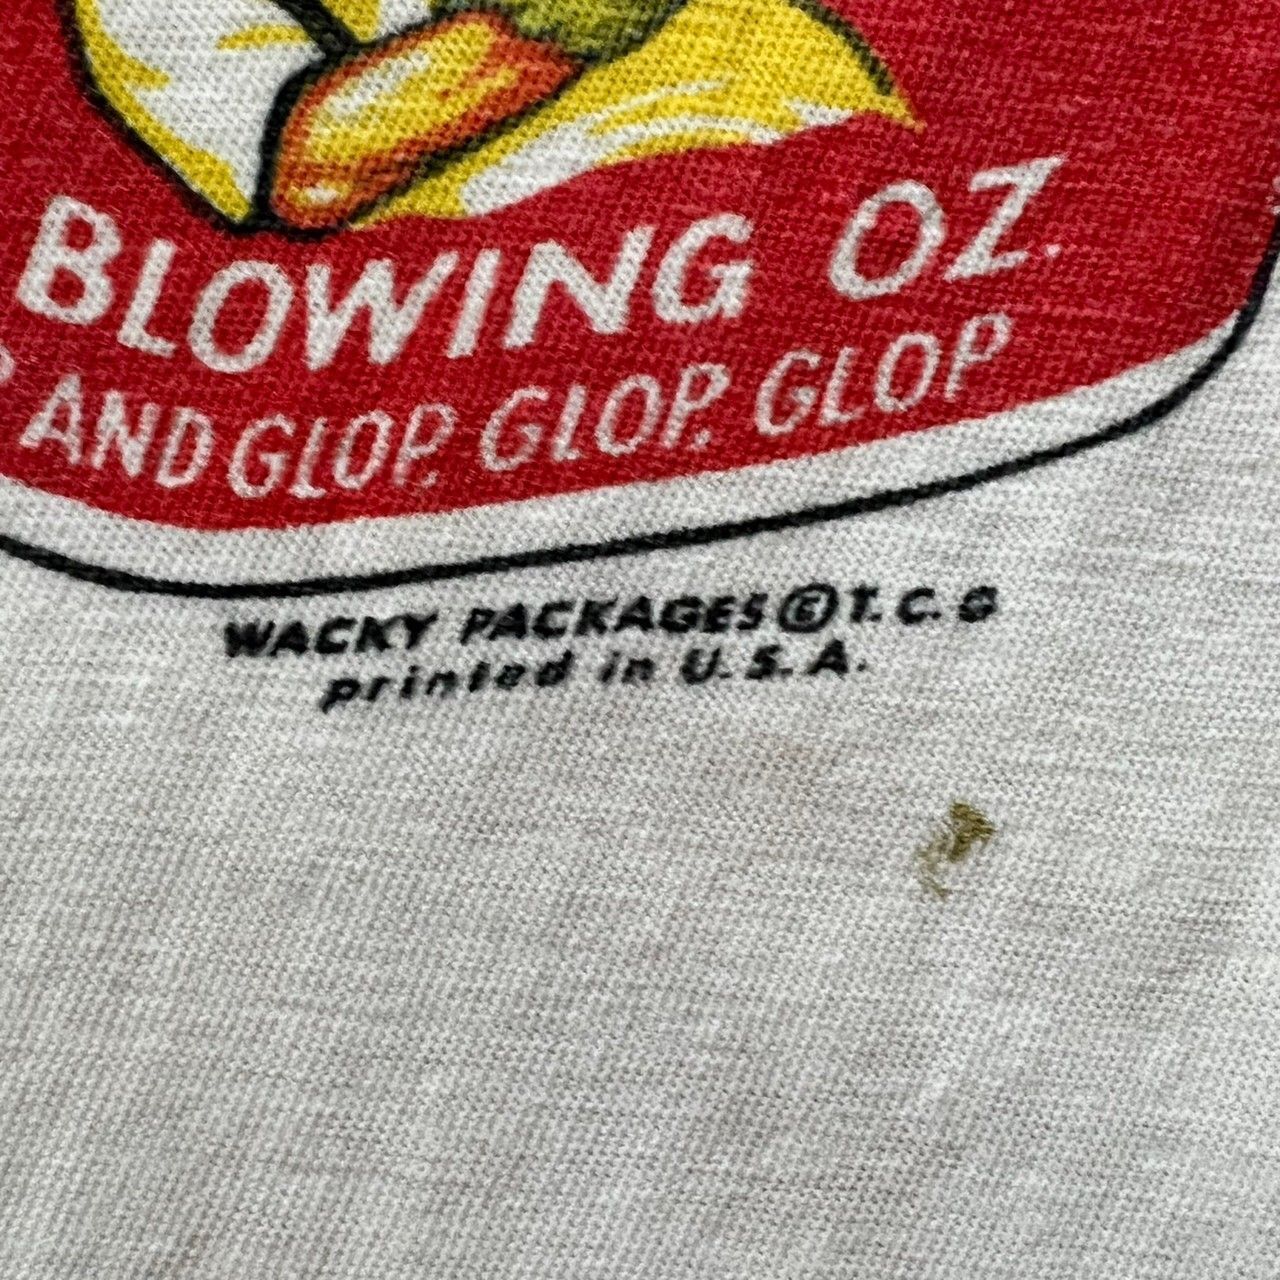 BLOWING OZ.
AND GLOP. GLOP. GLOP
WACKY PACKAGES © T.C.G
printed in U.S.A.